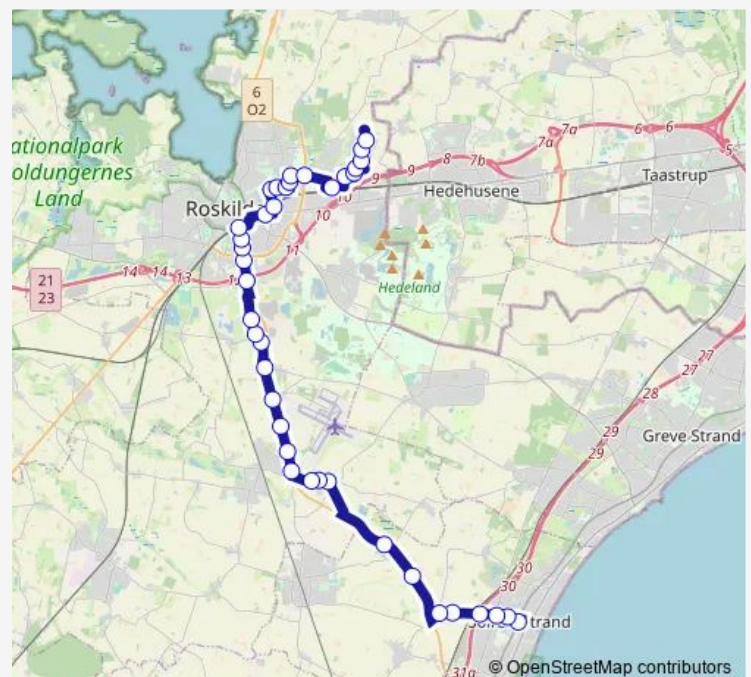 6
O2
ationalpark
oldungernes
Land
7a
6
6
7a
5
9
9
8
7b
Taastrup
Hedehusene
10
Roskild
10
11
21
23
14
14
13
Hedeland
27
27
28
29
29
Greve Strand
30
30
trand
31a
© OpenStreetMap contributors